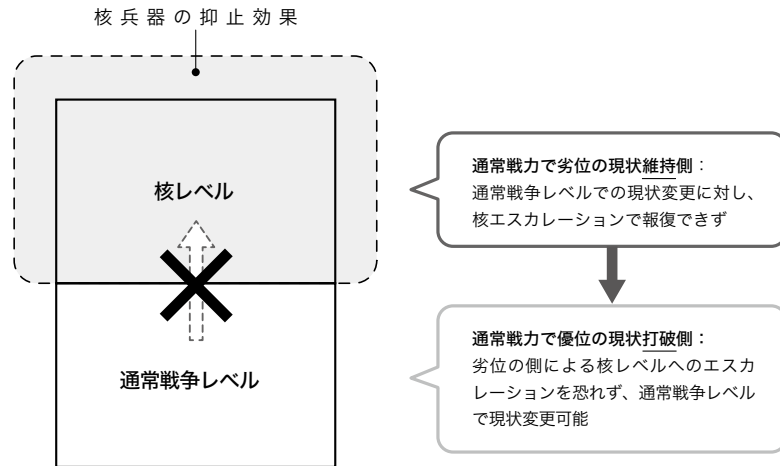 核兵器の抑止効果
核レベル
通常戦争レベル
通常戦力で劣位の現状維持側：
通常戦争レベルでの現状変更に対し、
核エスカレーションで報復できず
通常戦力で優位の現状打破側：
劣位の側による核レベルへのエスカ
レーションを恐れず、通常戦争レベル
で現状変更可能